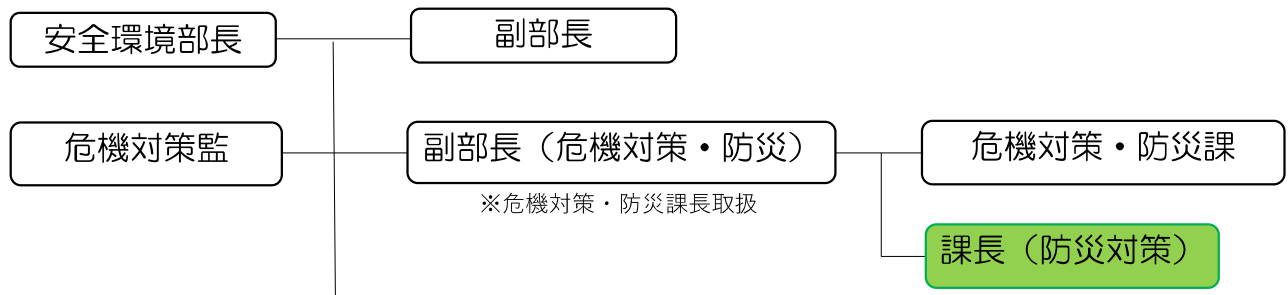 安全環境部長
副部長
危機対策監
副部長（危機対策・防災）
危機対策・防災課
※危機対策・防災課長取扱
課長（防災対策）